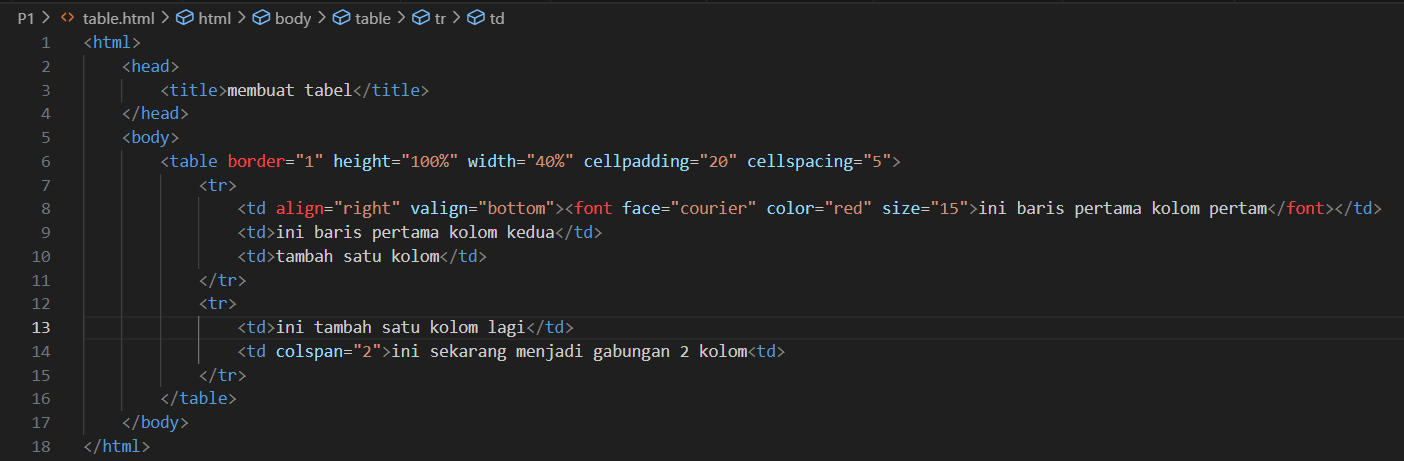 P1 > table.html > html > body > table > tr > td
1 <html>
2 <head>
3 <title>membuat tabel</title>
4 </head>
5 <body>
6 <table border="1" height="100%" width="40%" cellpadding="20" cellspacing="5">
7 <tr>
8 <td align="right" valign="bottom"><font face="courier" color="red" size="15">ini baris pertama kolom pertam</font></td>
9 <td>ini baris pertama kolom kedua</td>
10 <td>tambah satu kolom</td>
11 </tr>
12 <tr>
13 <td>ini tambah satu kolom lagi</td>
14 <td colspan="2">ini sekarang menjadi gabungan 2 kolom<td>
15 </tr>
16 </table>
17 </body>
18 </html>